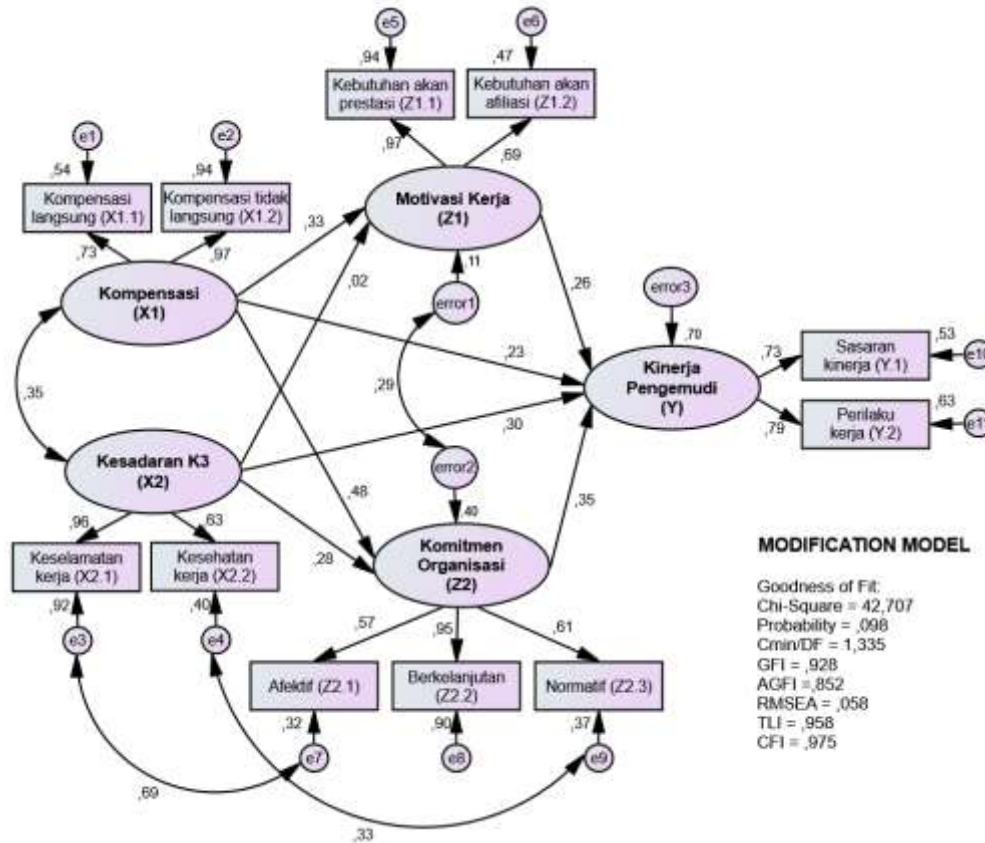 e5
e6
,94
,47
Kebutuhan akan
prestasi (Z1.1)
Kebutuhan akan
afiliasi (Z1.2)
e1
e2
,97
,69
,54
,94
Kompensasi
langsung (X1.1)
Kompensasi tidak
langsung (X1.2)
Motivasi Kerja
(Z1)
,33
,73
,97
,11
Kompensasi
(X1)
,02
,26
error1
error3
,70
,23
,73
Sasaran
kinerja (Y.1)
,53
e10
Kinerja
Pengemudi
(Y)
,35
,29
,79
Perilaku
kerja (Y.2)
,63
e11
,30
Kesadaran K3
(X2)
error2
,48
,35
,40
,96
,63
,28
Komitmen
Organisasi
(Z2)
Keselamatan
kerja (X2.1)
Kesehatan
kerja (X2.2)
,92
,40
e3
e4
,57
,95
,61
Afektif (Z2.1)
Berkelanjutan
(Z2.2)
Normatif (Z2.3)
,32
,90
,37
e7
e8
e9
,69
,33
MODIFICATION MODEL
Goodness of Fit:
Chi-Square = 42,707
Probability = ,098
Cmin/DF = 1,335
GFI = ,928
AGFI =,852
RMSEA = ,058
TLI = ,958
CFI = ,975